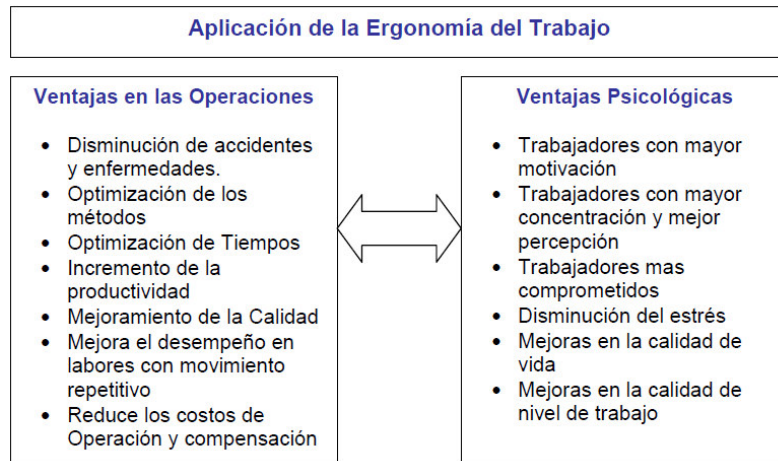 Aplicación de la Ergonomía del Trabajo
Ventajas en las Operaciones
• Disminución de accidentes
y enfermedades.
• Optimización de los
métodos
• Optimización de Tiempos
• Incremento de la
productividad
• Mejoramiento de la Calidad
• Mejora el desempeño en
labores con movimiento
repetitivo
• Reduce los costos de
Operación y compensación
Ventajas Psicológicas
• Trabajadores con mayor
motivación
• Trabajadores con mayor
concentración y mejor
percepción
• Trabajadores mas
comprometidos
• Disminución del estrés
• Mejoras en la calidad de
vida
• Mejoras en la calidad de
nivel de trabajo